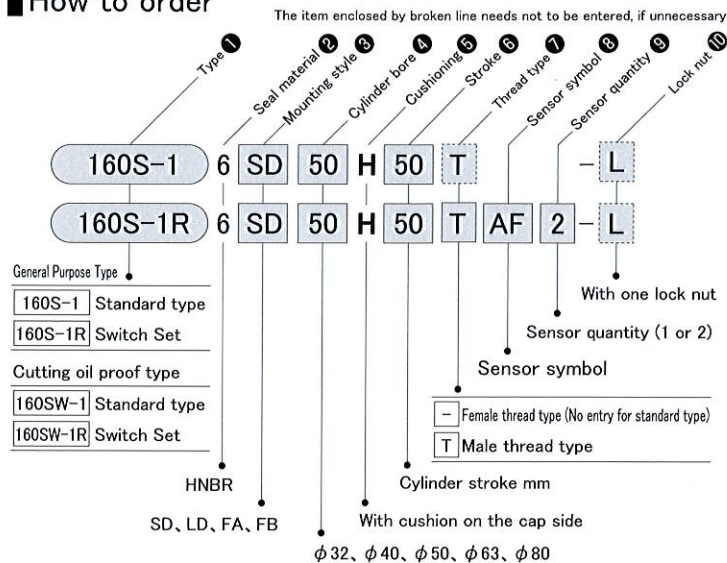 ■How to order
The item enclosed by broken line needs not to be entered, if unnecessary
Type ❶
Seal material ❷
Mounting style ❸
Cylinder bore ❹
Cushioning ❺
Stroke ❻
Thread type ❼
Sensor symbol ❽
Sensor quantity ❾
Lock nut ❿
160S-1 6 SD 50 H 50 T - L
160S-1R 6 SD 50 H 50 T AF 2 - L
General Purpose Type
160S-1 Standard type
160S-1R Switch Set
Cutting oil proof type
160SW-1 Standard type
160SW-1R Switch Set
With one lock nut
Sensor quantity (1 or 2)
Sensor symbol
- Female thread type (No entry for standard type)
T Male thread type
HNBR
Cylinder stroke mm
SD、LD、FA、FB
With cushion on the cap side
φ32、φ40、φ50、φ63、φ80